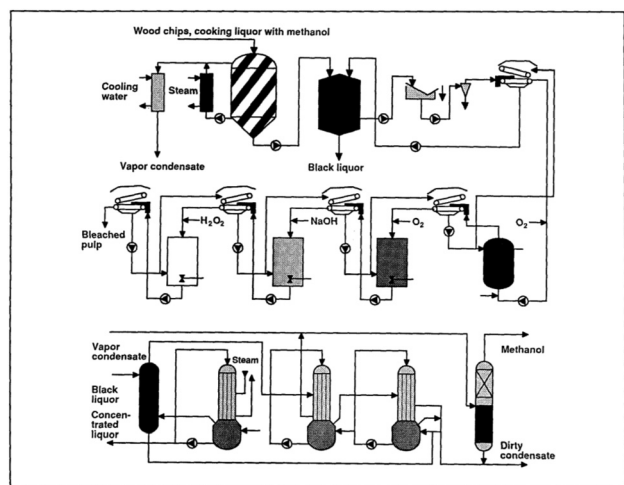 Wood chips, cooking liquor with methanol
Cooling
water
Steam
Vapor condensate
Black liquor
Bleached
pulp
H₂O₂
NaOH
O₂
O₂
Vapor
condensate
Steam
Black
liquor
Concen-
trated
liquor
Methanol
Dirty
condensate